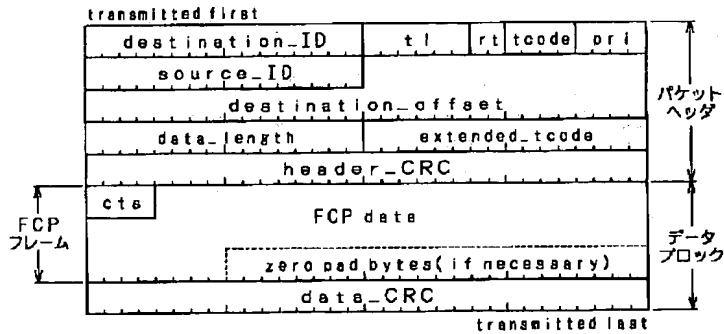 transmitted first
destination_ID tl rt tcode pri
source_ID
destination_offset
パケット
ヘッダ
data_length extended_tcode
header_CRC
cts
FCP
フレーム
FCP data
データ
ブロック
zero pad bytes(if necessary)
data_CRC
transmitted last